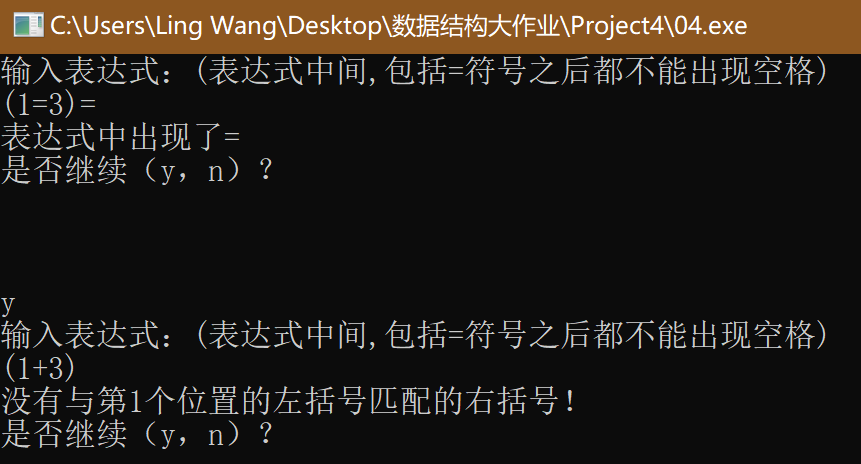 C:\Users\Ling Wang\Desktop\数据结构大作业\Project4\04.exe
输入表达式：(表达式中间,包括=符号之后都不能出现空格)
(1=3)=
表达式中出现了=
是否继续（y，n）？
y
输入表达式：(表达式中间,包括=符号之后都不能出现空格)
(1+3)
没有与第1个位置的左括号匹配的右括号！
是否继续（y，n）？